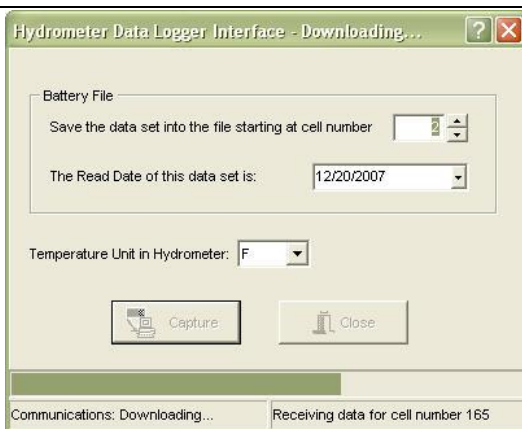 Hydrometer Data Logger Interface - Downloading...
Battery File
Save the data set into the file starting at cell number 2
The Read Date of this data set is: 12/20/2007
Temperature Unit in Hydrometer: F
Capture Close
Communications: Downloading... Receiving data for cell number 165